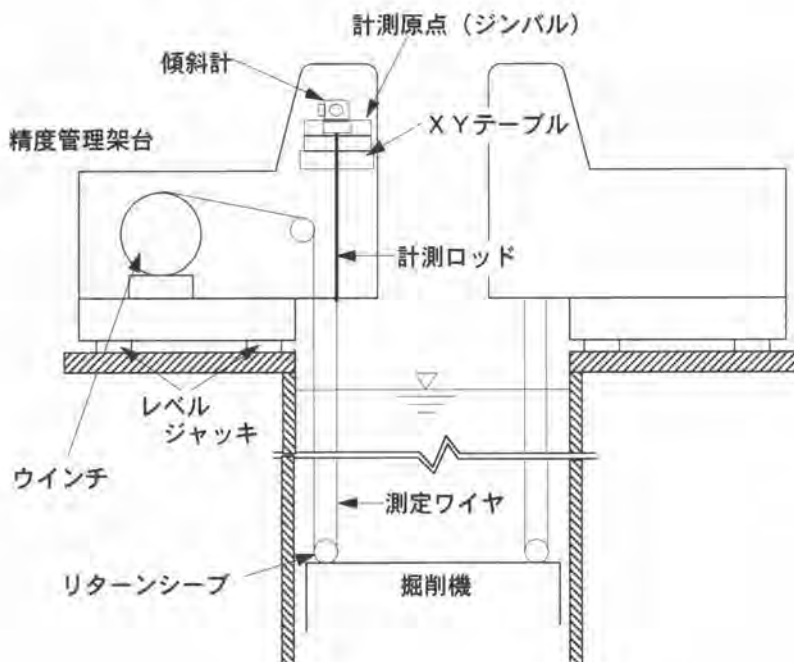 計測原点（ジンバル）
傾斜計
XYテーブル
精度管理架台
計測ロッド
レベル
ジャッキ
ウインチ
測定ワイヤ
リターンシーブ
掘削機